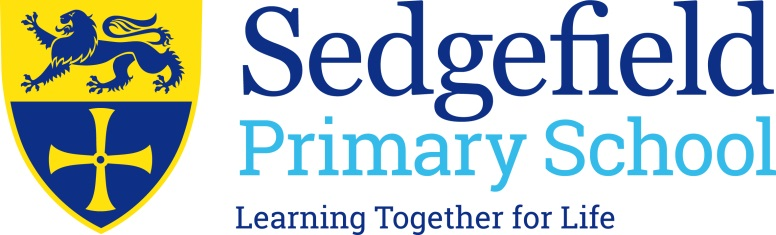 Sedgefield
Primary School
Learning Together for Life